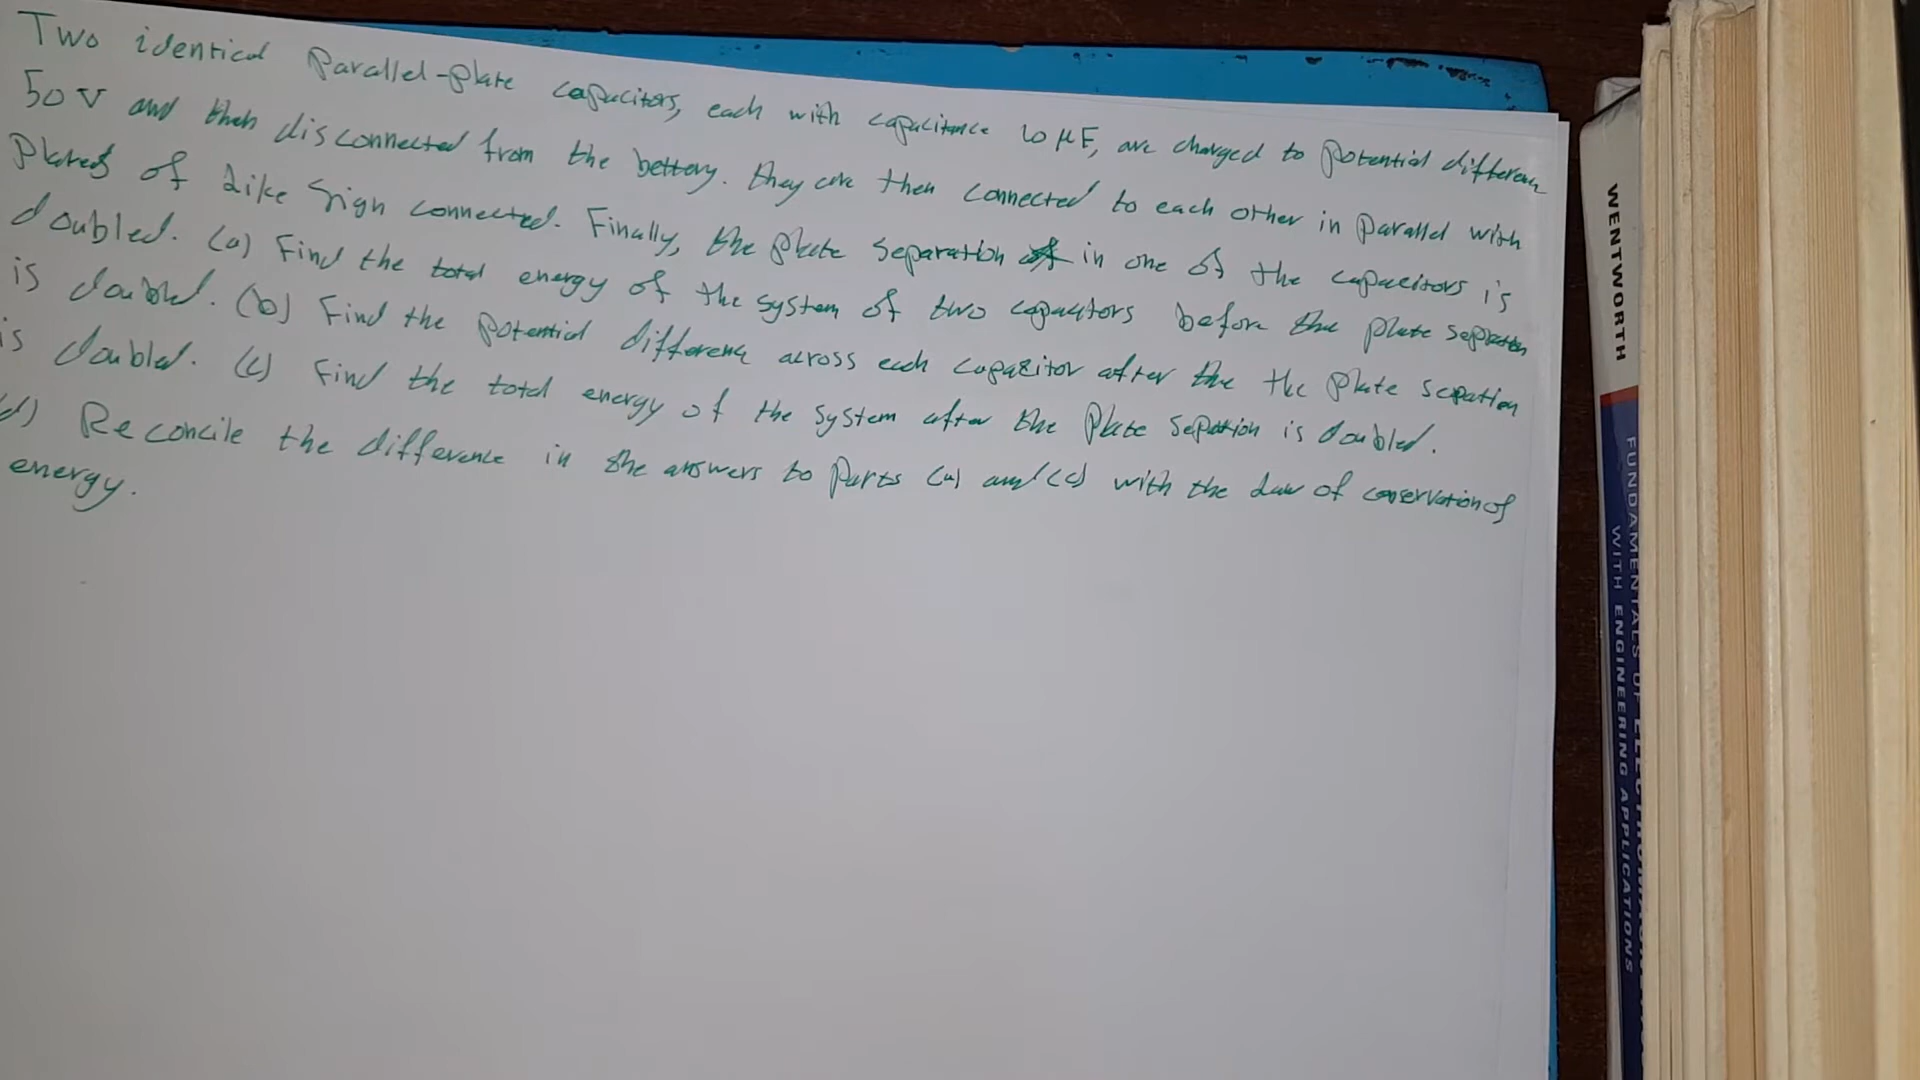 Two identical Parallel-plate capacitors, each with capacitance 10 μF, are charged to potential difference
50 V and then disconnected from the bettery. they are then connected to each other in parallel with
Plates of Like Sign connected. Finally, the plate separation in one of the capacitors is
doubled. (a) Find the total energy of the system of two capacitors before the plate sepration
is doubled. (b) Find the potential difference across each capacitor after the the plate sepation
is doubled. (c) Find the total energy of the system after the plate sepation is doubled.
(d) Reconcile the difference in the answers to Parts (a) and (c) with the Law of conservation of
energy.
WENTWORTH
FUNDAMENTALS OF
WITH ENGINEERING APPLICATIONS